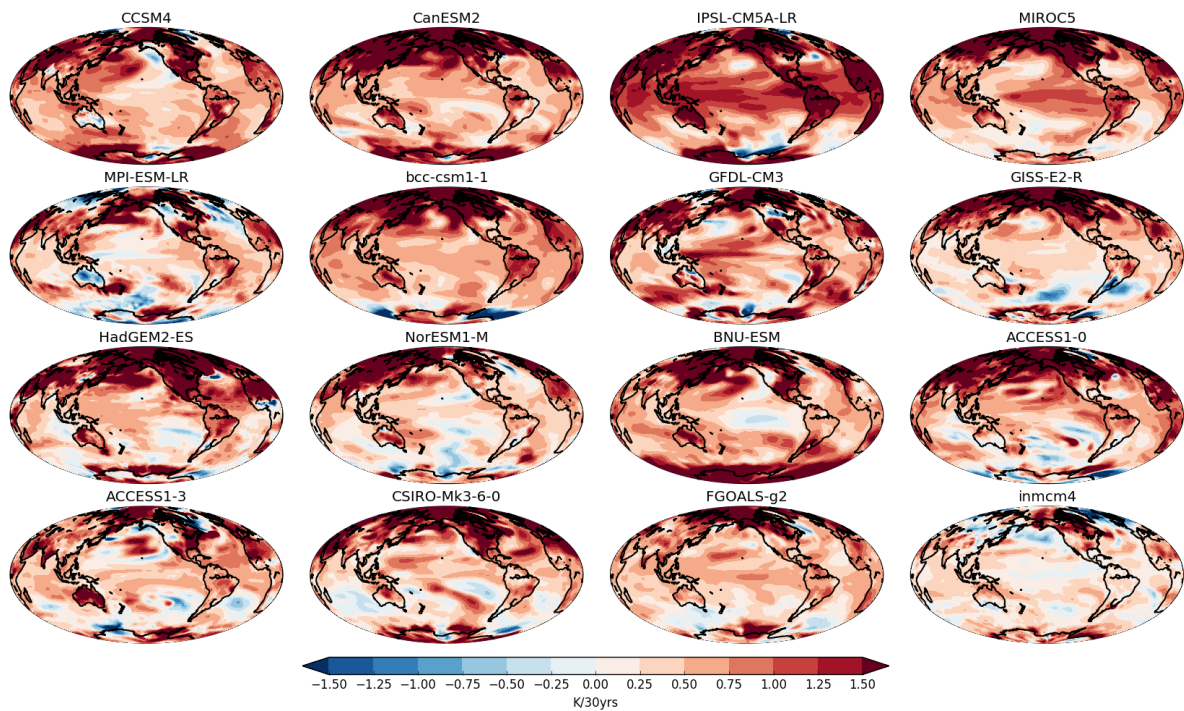 CCSM4 CanESM2 IPSL-CM5A-LR MIROC5
MPI-ESM-LR bcc-csm1-1 GFDL-CM3 GISS-E2-R
HadGEM2-ES NorESM1-M BNU-ESM ACCESS1-0
ACCESS1-3 CSIRO-Mk3-6-0 FGOALS-g2 inmcm4
−1.50 −1.25 −1.00 −0.75 −0.50 −0.25 0.00 0.25 0.50 0.75 1.00 1.25 1.50
K/30yrs